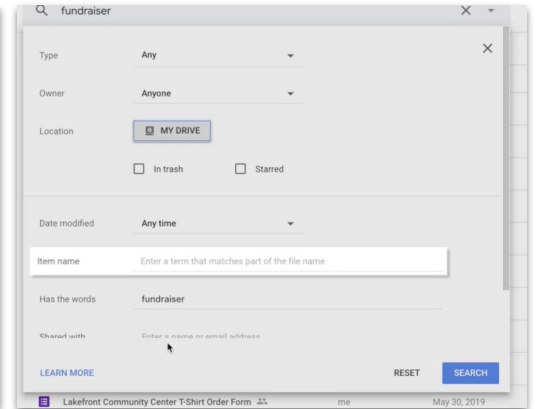 fundraiser
Type Any
Owner Anyone
Location MY DRIVE
In trash Starred
Date modified Any time
Item name Enter a term that matches part of the file name
Has the words fundraiser
Shared with Enter a name or email address
LEARN MORE RESET SEARCH
Lakefront Community Center T-Shirt Order Form me May 30, 2019